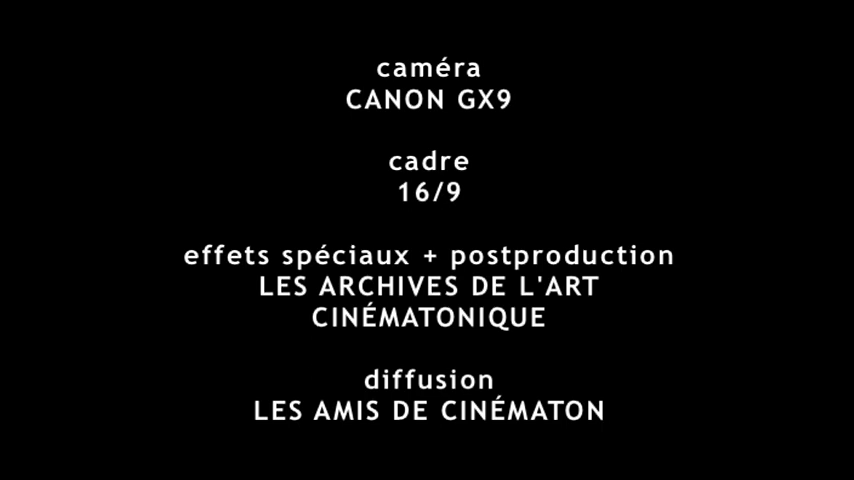 caméra
CANON GX9
cadre
16/9
effets spéciaux + postproduction
LES ARCHIVES DE L'ART
CINÉMATONIQUE
diffusion
LES AMIS DE CINÉMATON